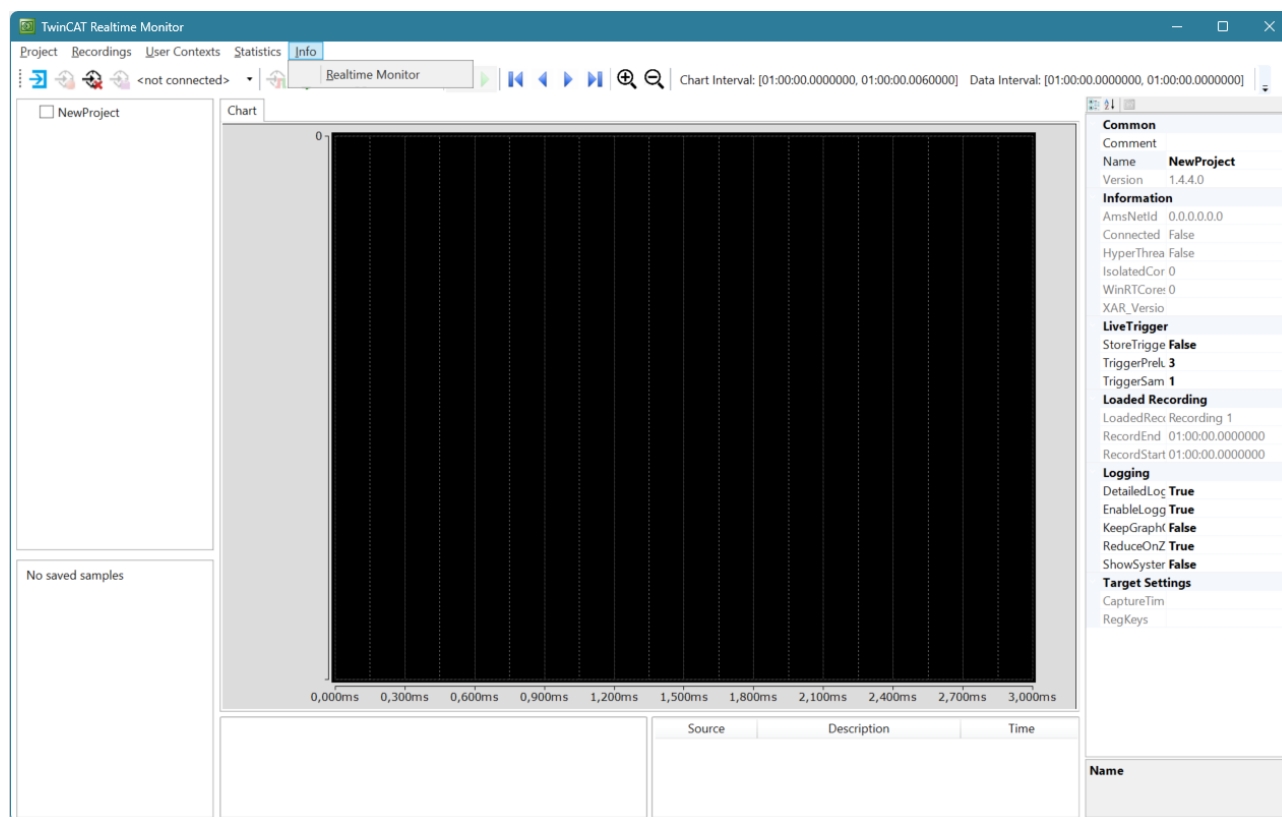 TwinCAT Realtime Monitor
Project Recordings User Contexts Statistics Info
Realtime Monitor
<not connected>
Chart Interval: [01:00:00.0000000, 01:00:00.0060000] Data Interval: [01:00:00.0000000, 01:00:00.0000000]
NewProject
No saved samples
Chart
0
0,000ms 0,300ms 0,600ms 0,900ms 1,200ms 1,500ms 1,800ms 2,100ms 2,400ms 2,700ms 3,000ms
Source Description Time
Common
Comment
Name NewProject
Version 1.4.4.0
Information
AmsNetId 0.0.0.0.0.0
Connected False
HyperThrea False
IsolatedCor 0
WinRTCore: 0
XAR_Versio
LiveTrigger
StoreTrigge False
TriggerPrelu 3
TriggerSam 1
Loaded Recording
LoadedReco Recording 1
RecordEnd 01:00:00.0000000
RecordStart 01:00:00.0000000
Logging
DetailedLog True
EnableLogg True
KeepGraph( False
ReduceOnZ True
ShowSyster False
Target Settings
CaptureTim
RegKeys
Name